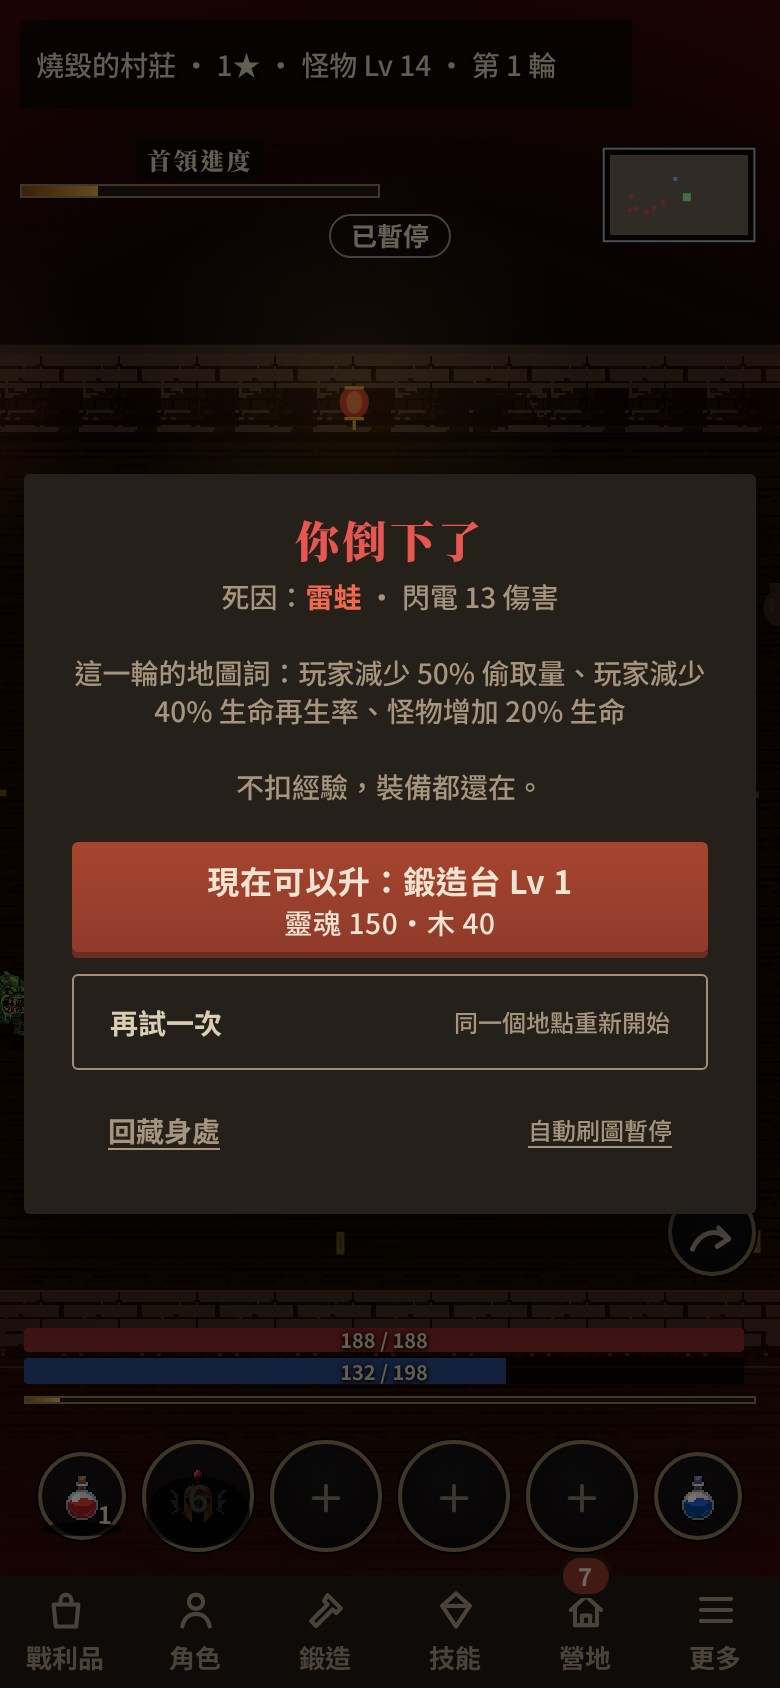 燒毀的村莊 • 1★ • 怪物 Lv 14 • 第 1 輪
首領進度
已暫停
你倒下了
死因：雷蛙 • 閃電 13 傷害
這一輪的地圖詞：玩家減少 50% 偷取量、玩家減少
40% 生命再生率、怪物增加 20% 生命
不扣經驗，裝備都還在。
現在可以升：鍛造台 Lv 1
靈魂 150・木 40
再試一次 同一個地點重新開始
回藏身處 自動刷圖暫停
188 / 188
132 / 198
1 6
7
戰利品 角色 鍛造 技能 營地 更多